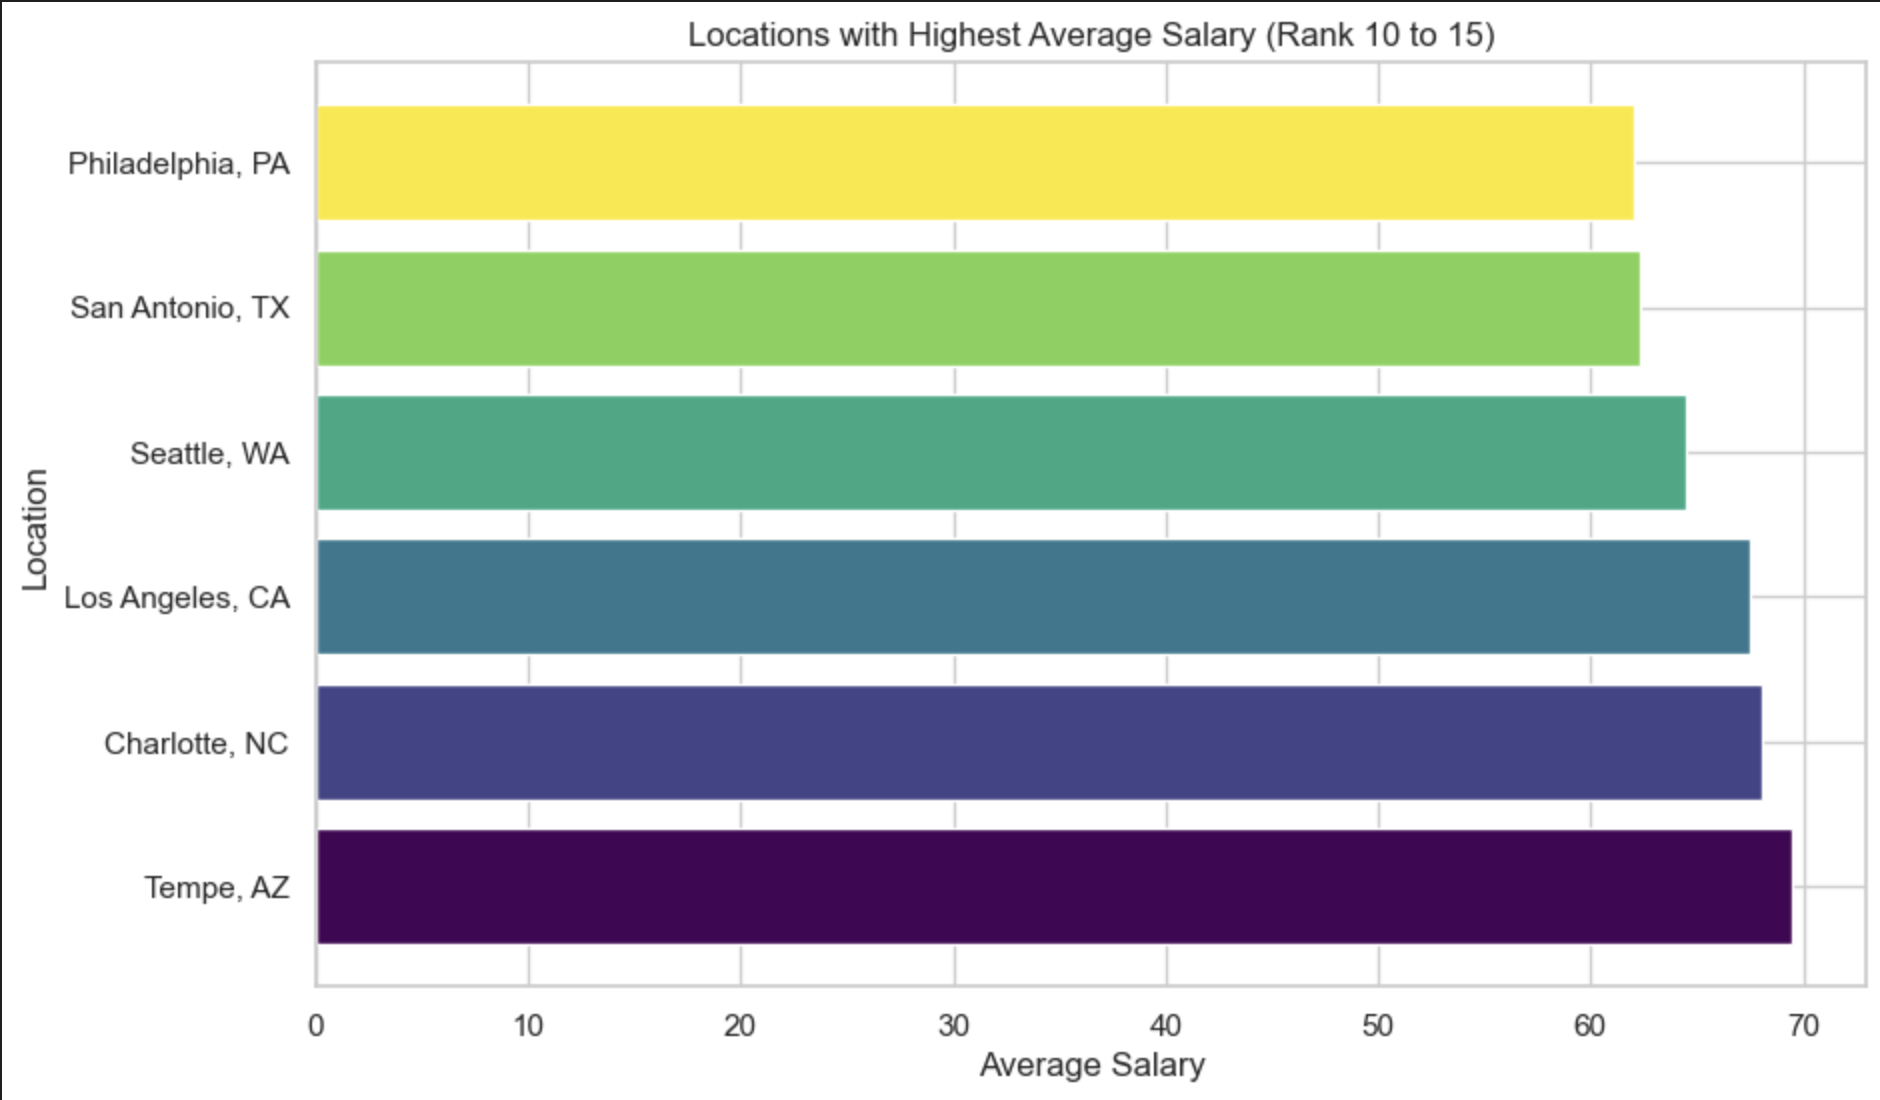 Locations with Highest Average Salary (Rank 10 to 15)
Location
Philadelphia, PA
San Antonio, TX
Seattle, WA
Los Angeles, CA
Charlotte, NC
Tempe, AZ
0 10 20 30 40 50 60 70
Average Salary